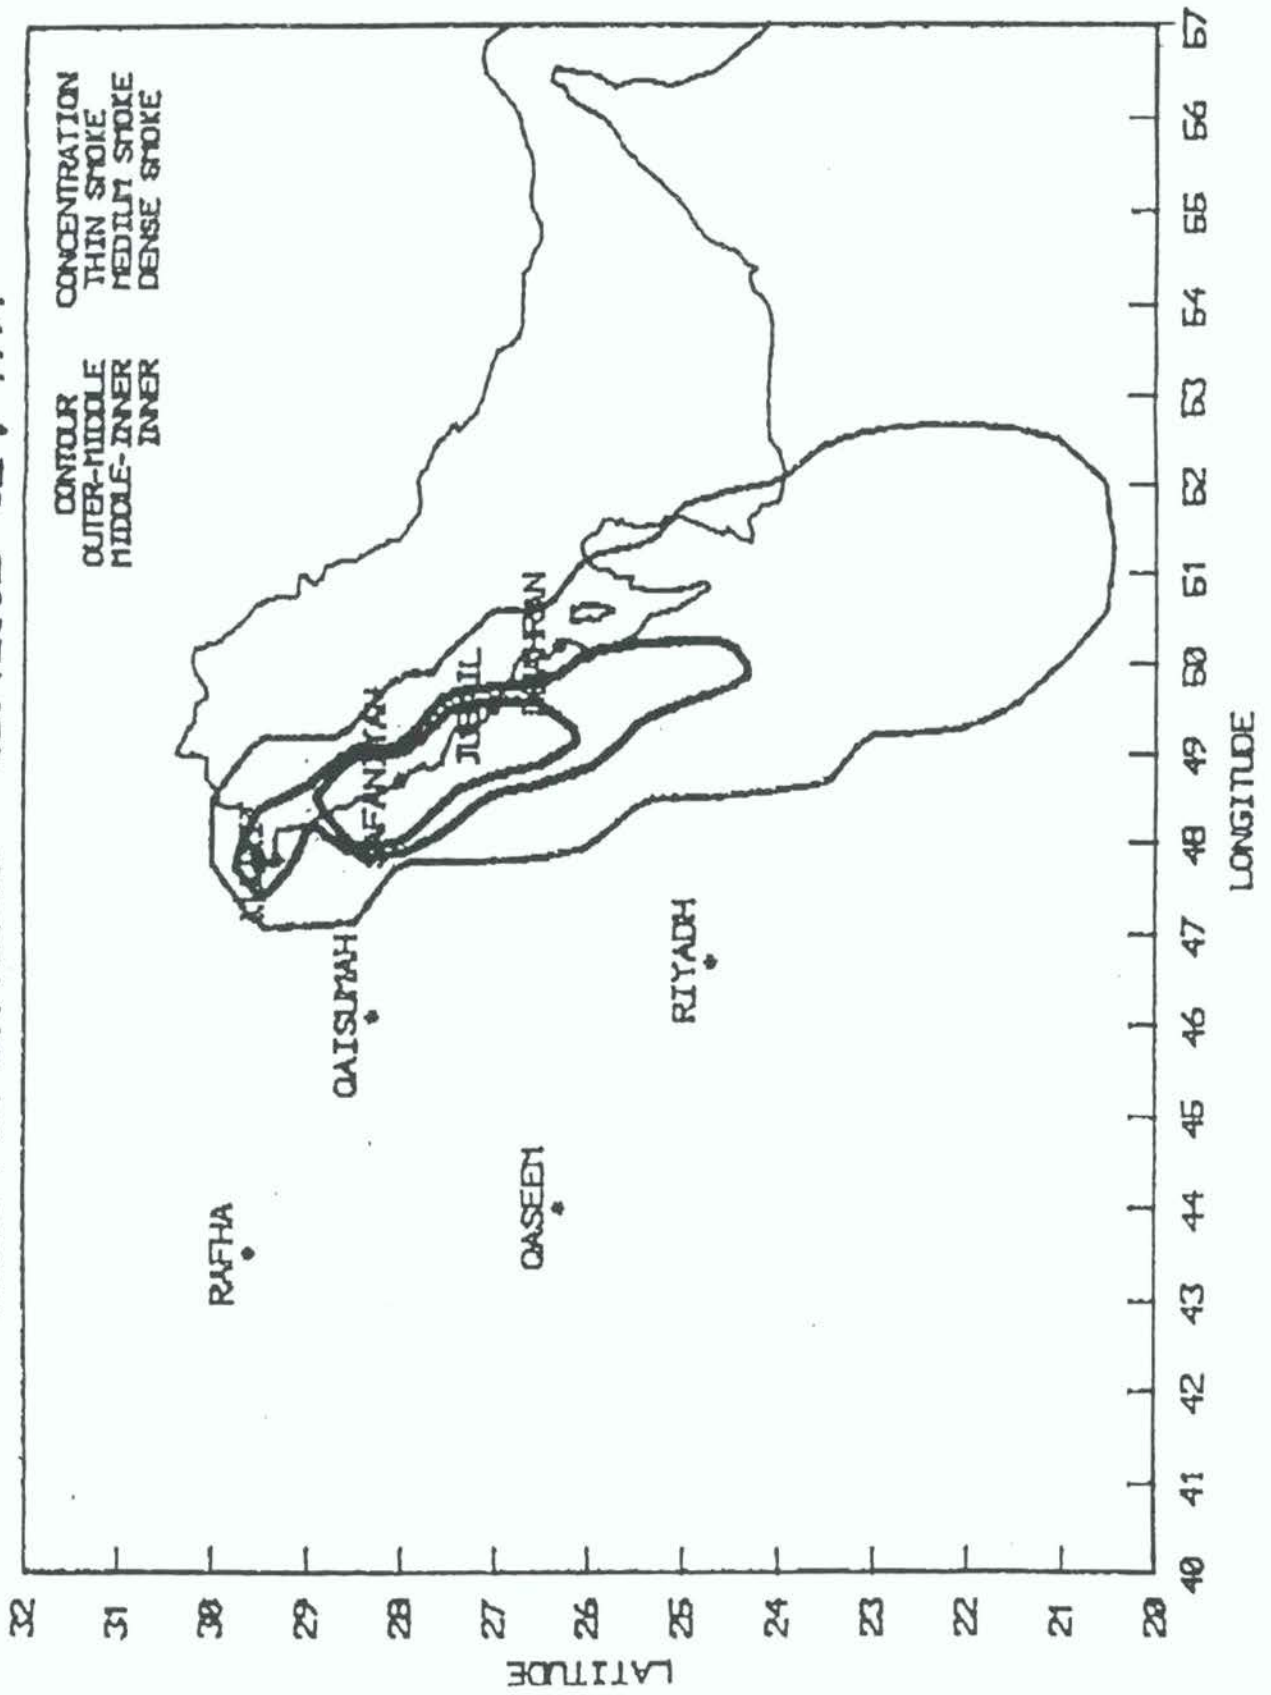 CONTOUR CONCENTRATION
OUTER-MIDDLE THIN SMOKE
MIDDLE-INNER MEDIUM SMOKE
INNER DENSE SMOKE
RAFHA
QAISUMAH
JUBAIL
QASEEM
RIYADH
LATITUDE
32
31
30
29
28
27
26
25
24
23
22
21
20
40 41 42 43 44 45 46 47 48 49 50 51 52 53 54 55 56 57
LONGITUDE